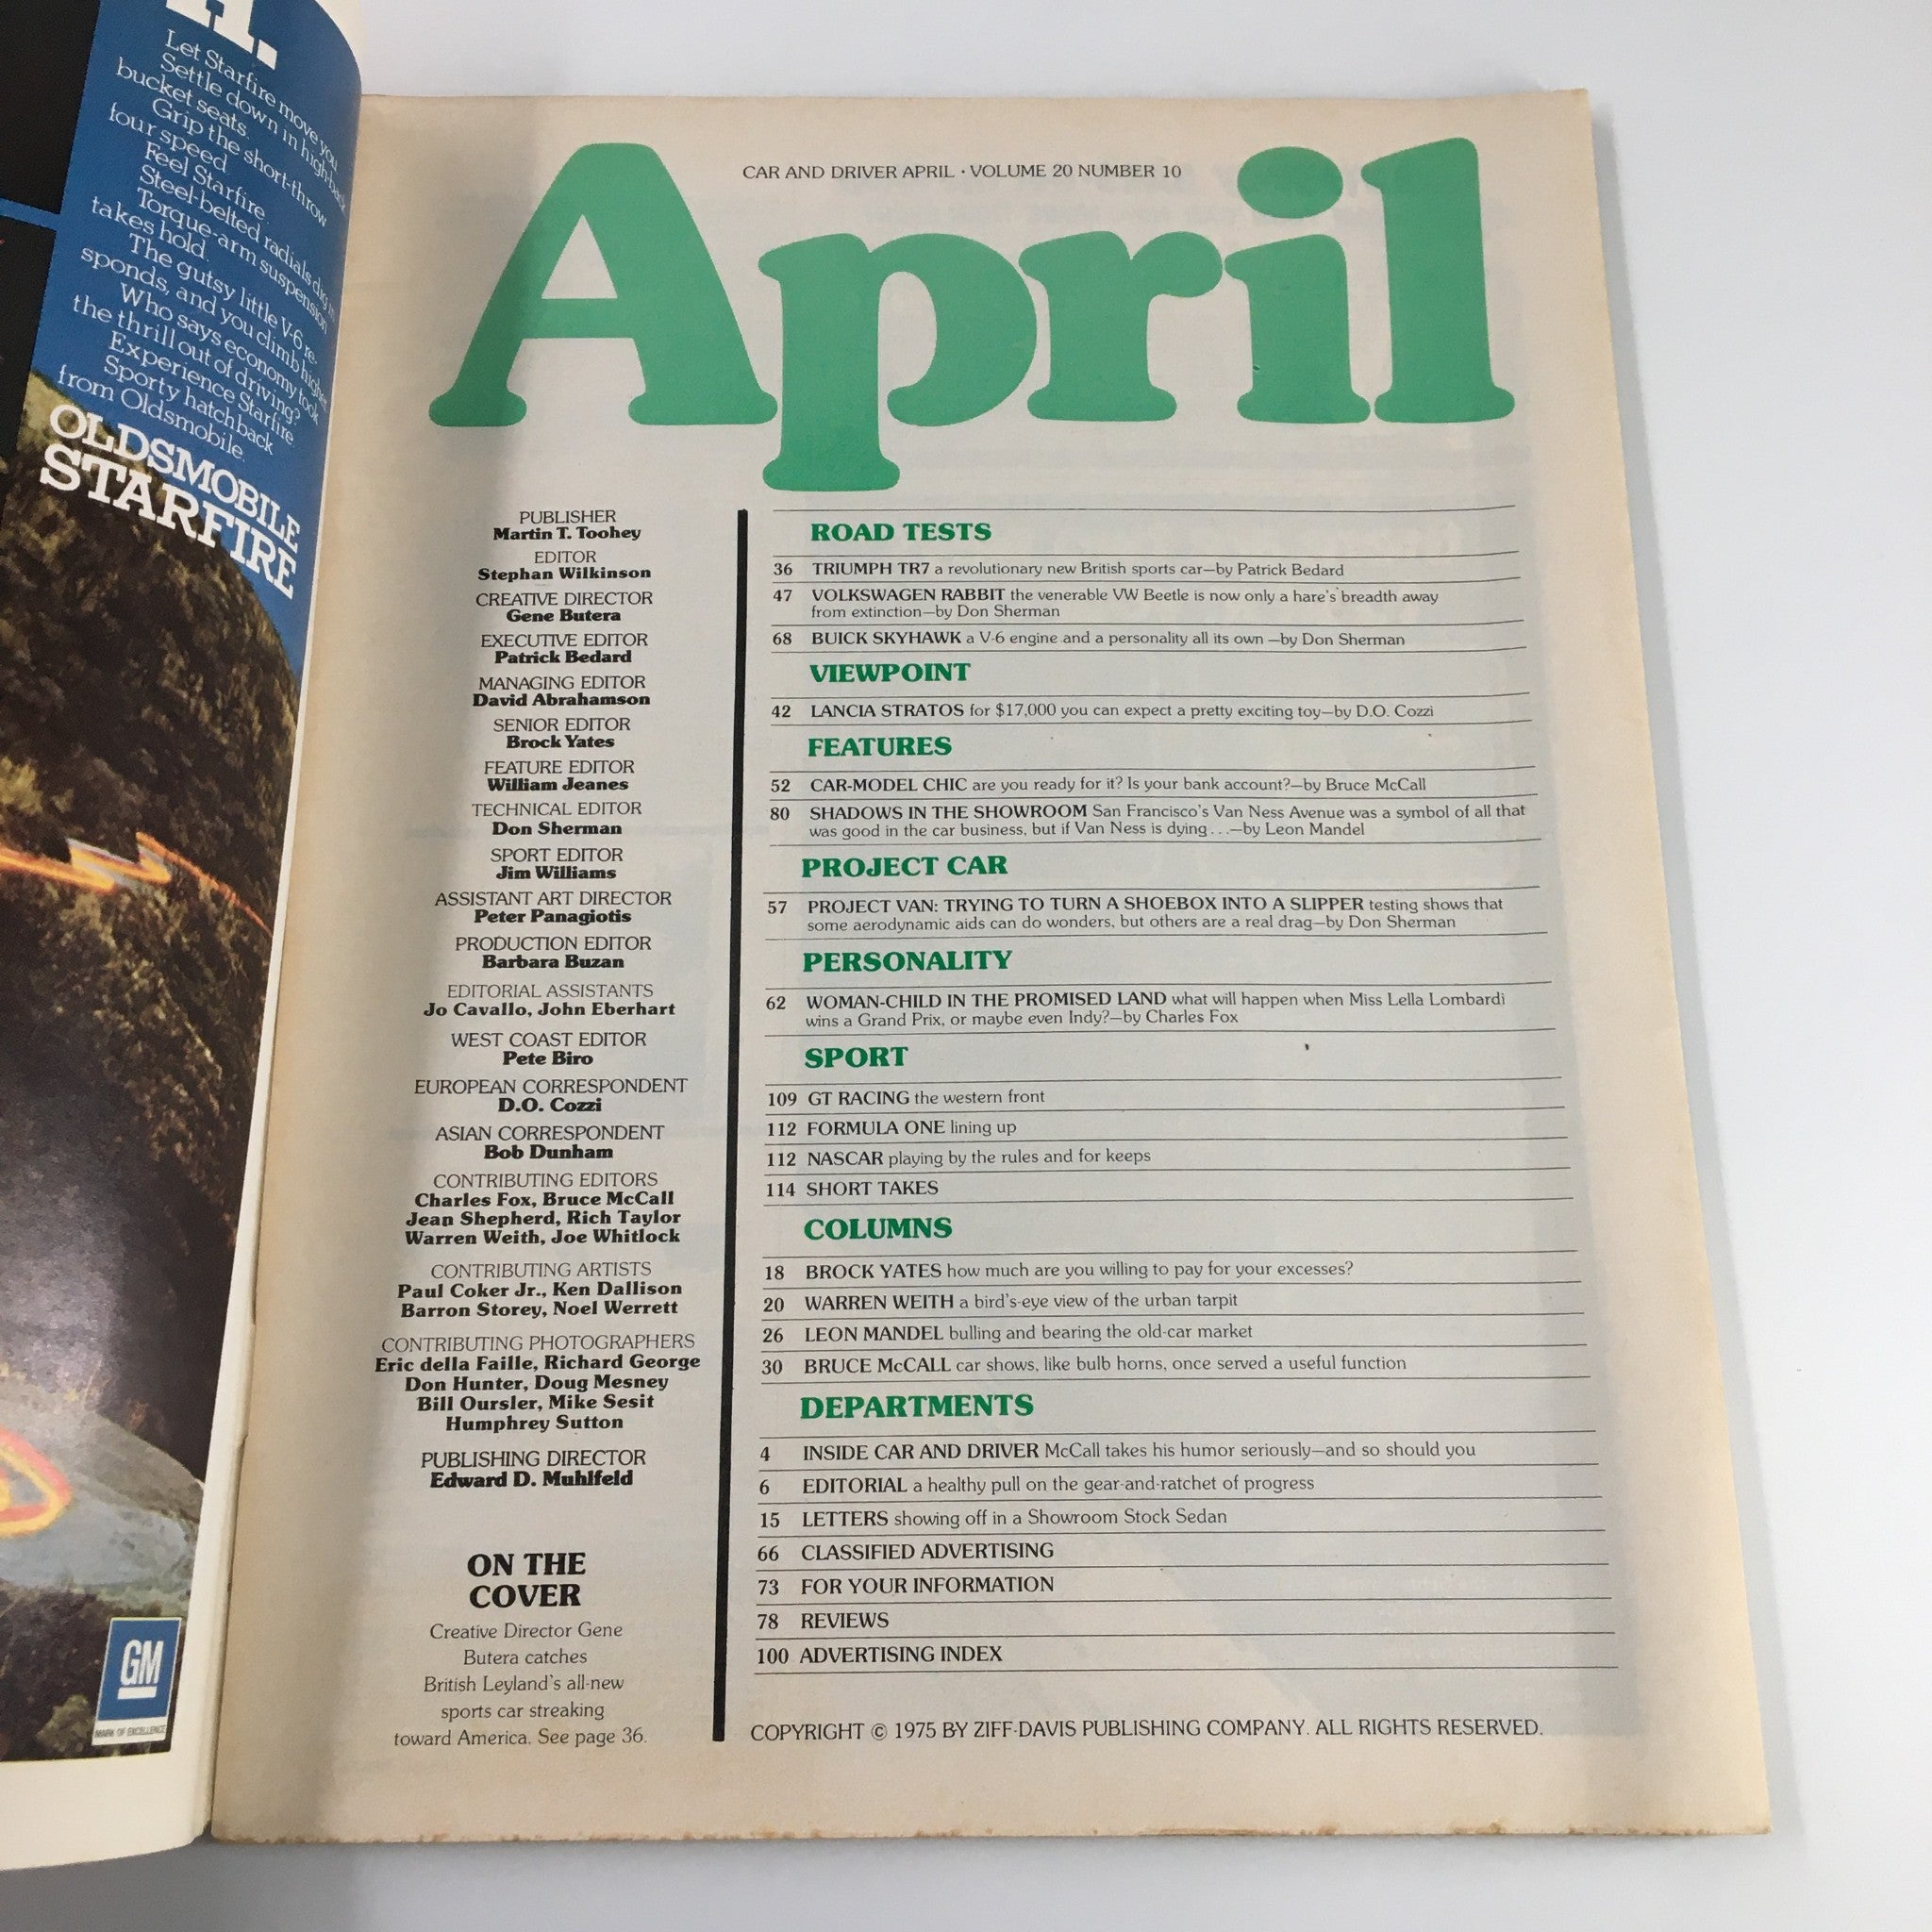 H.
Let Starfire move you.
Settle down in high-back
bucket seats.
Grip the short-throw
four speed
Feel Starfire.
Steel-belted radials dig in.
Torque-arm suspension
takes hold.
The gutsy little V-6 re-
sponds, and you climb higher
Who says economy took
the thrill out of driving?
Experience Starfire
Sporty hatchback
from Oldsmobile.
OLDSMOBILE
STARFIRE
GM
MARK OF EXCELLENCE
CAR AND DRIVER APRIL · VOLUME 20 NUMBER 10
April
PUBLISHER
Martin T. Toohey
EDITOR
Stephan Wilkinson
CREATIVE DIRECTOR
Gene Butera
EXECUTIVE EDITOR
Patrick Bedard
MANAGING EDITOR
David Abrahamson
SENIOR EDITOR
Brock Yates
FEATURE EDITOR
William Jeanes
TECHNICAL EDITOR
Don Sherman
SPORT EDITOR
Jim Williams
ASSISTANT ART DIRECTOR
Peter Panagiotis
PRODUCTION EDITOR
Barbara Buzan
EDITORIAL ASSISTANTS
Jo Cavallo, John Eberhart
WEST COAST EDITOR
Pete Biro
EUROPEAN CORRESPONDENT
D.O. Cozzi
ASIAN CORRESPONDENT
Bob Dunham
CONTRIBUTING EDITORS
Charles Fox, Bruce McCall
Jean Shepherd, Rich Taylor
Warren Weith, Joe Whitlock
CONTRIBUTING ARTISTS
Paul Coker Jr., Ken Dallison
Barron Storey, Noel Werrett
CONTRIBUTING PHOTOGRAPHERS
Eric della Faille, Richard George
Don Hunter, Doug Mesney
Bill Oursler, Mike Sesit
Humphrey Sutton
PUBLISHING DIRECTOR
Edward D. Muhlfeld
ON THE
COVER
Creative Director Gene
Butera catches
British Leyland's all-new
sports car streaking
toward America. See page 36.
ROAD TESTS
36 TRIUMPH TR7 a revolutionary new British sports car—by Patrick Bedard
47 VOLKSWAGEN RABBIT the venerable VW Beetle is now only a hare's breadth away
from extinction—by Don Sherman
68 BUICK SKYHAWK a V-6 engine and a personality all its own —by Don Sherman
VIEWPOINT
42 LANCIA STRATOS for $17,000 you can expect a pretty exciting toy—by D.O. Cozzi
FEATURES
52 CAR-MODEL CHIC are you ready for it? Is your bank account?—by Bruce McCall
80 SHADOWS IN THE SHOWROOM San Francisco's Van Ness Avenue was a symbol of all that
was good in the car business, but if Van Ness is dying . . .—by Leon Mandel
PROJECT CAR
57 PROJECT VAN: TRYING TO TURN A SHOEBOX INTO A SLIPPER testing shows that
some aerodynamic aids can do wonders, but others are a real drag—by Don Sherman
PERSONALITY
62 WOMAN-CHILD IN THE PROMISED LAND what will happen when Miss Lella Lombardi
wins a Grand Prix, or maybe even Indy?—by Charles Fox
SPORT
109 GT RACING the western front
112 FORMULA ONE lining up
112 NASCAR playing by the rules and for keeps
114 SHORT TAKES
COLUMNS
18 BROCK YATES how much are you willing to pay for your excesses?
20 WARREN WEITH a bird's-eye view of the urban tarpit
26 LEON MANDEL bulling and bearing the old-car market
30 BRUCE McCALL car shows, like bulb horns, once served a useful function
DEPARTMENTS
4 INSIDE CAR AND DRIVER McCall takes his humor seriously—and so should you
6 EDITORIAL a healthy pull on the gear-and-ratchet of progress
15 LETTERS showing off in a Showroom Stock Sedan
66 CLASSIFIED ADVERTISING
73 FOR YOUR INFORMATION
78 REVIEWS
100 ADVERTISING INDEX
COPYRIGHT © 1975 BY ZIFF-DAVIS PUBLISHING COMPANY. ALL RIGHTS RESERVED.